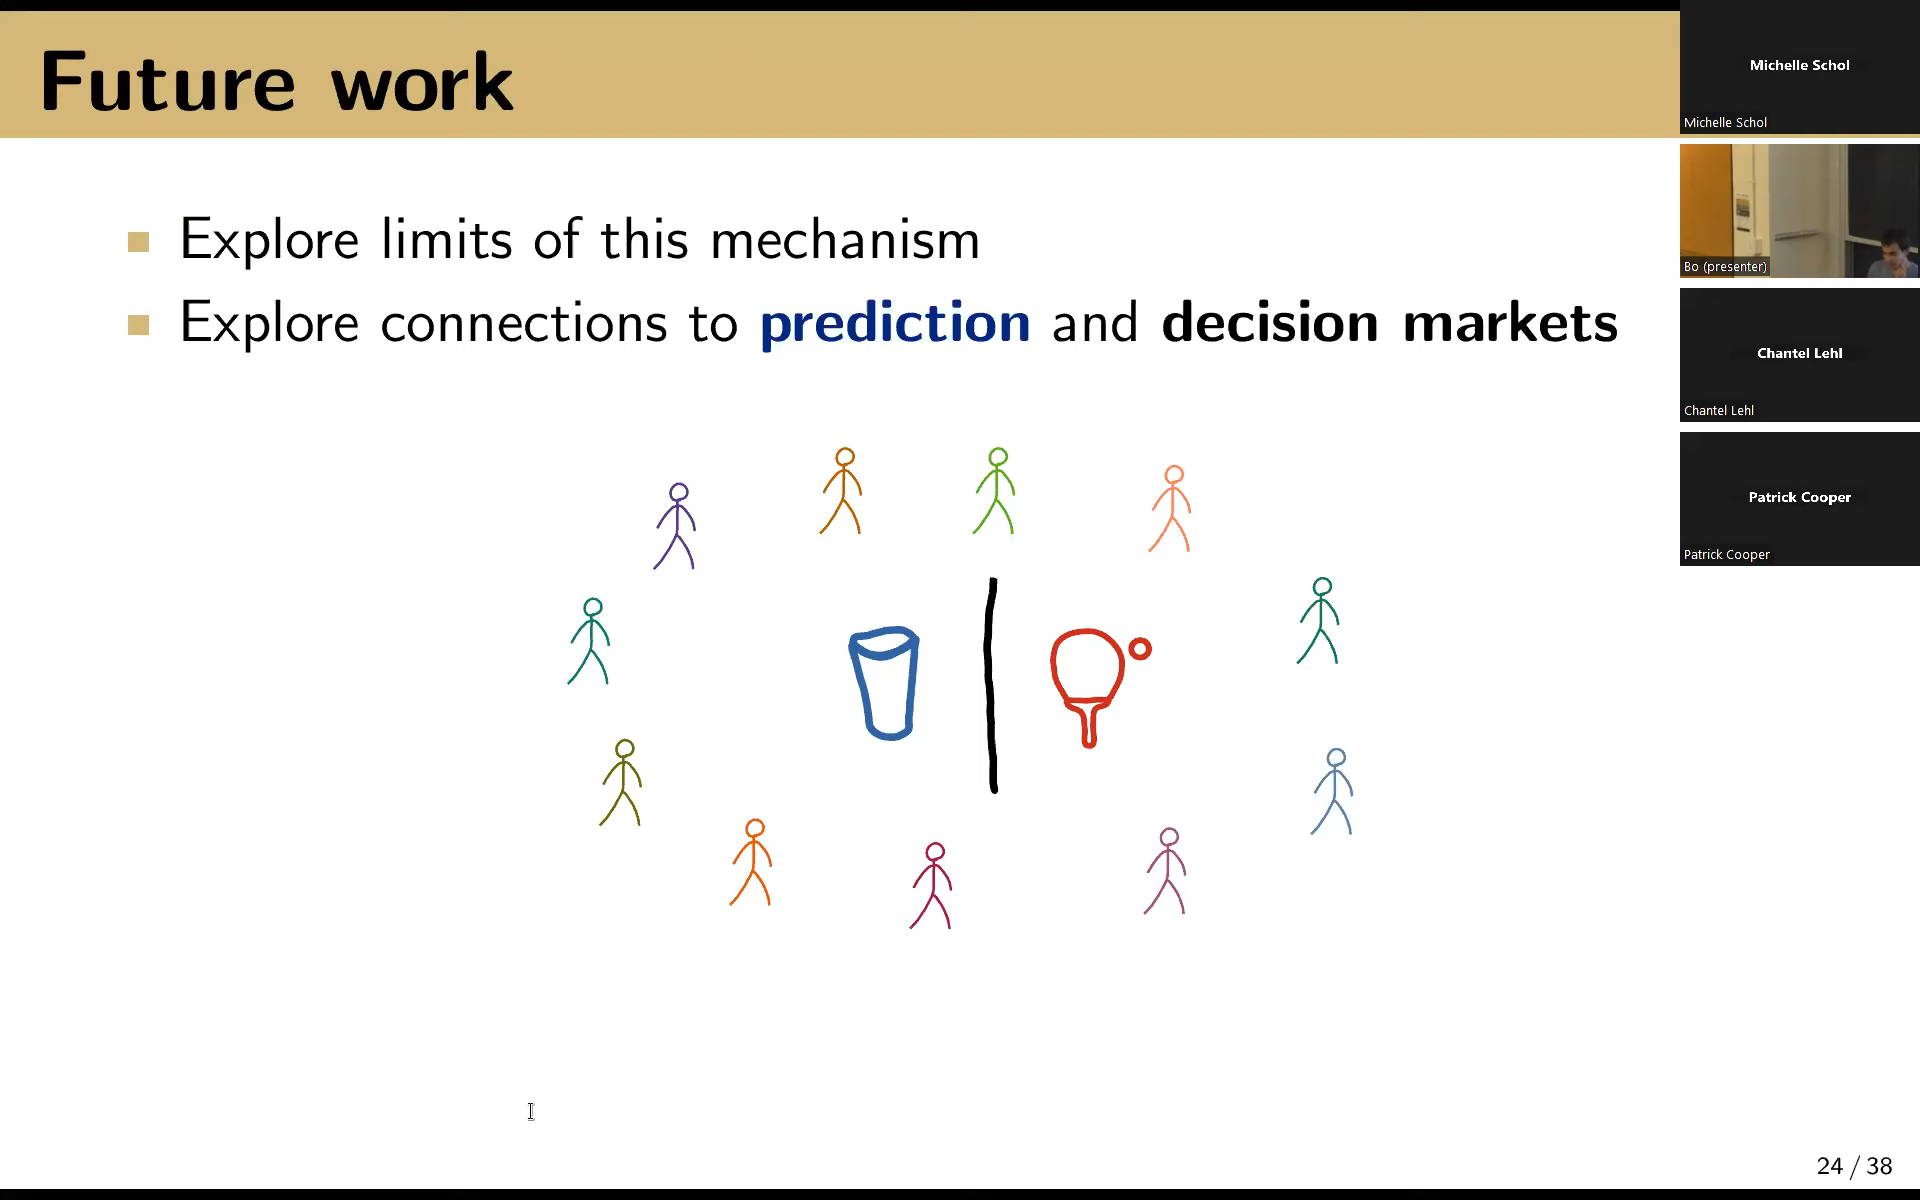 Future work
Explore limits of this mechanism
Explore connections to prediction and decision markets
24 / 38
Michelle Schol
Michelle Schol
Bo (presenter)
Chantel Lehl
Chantel Lehl
Patrick Cooper
Patrick Cooper